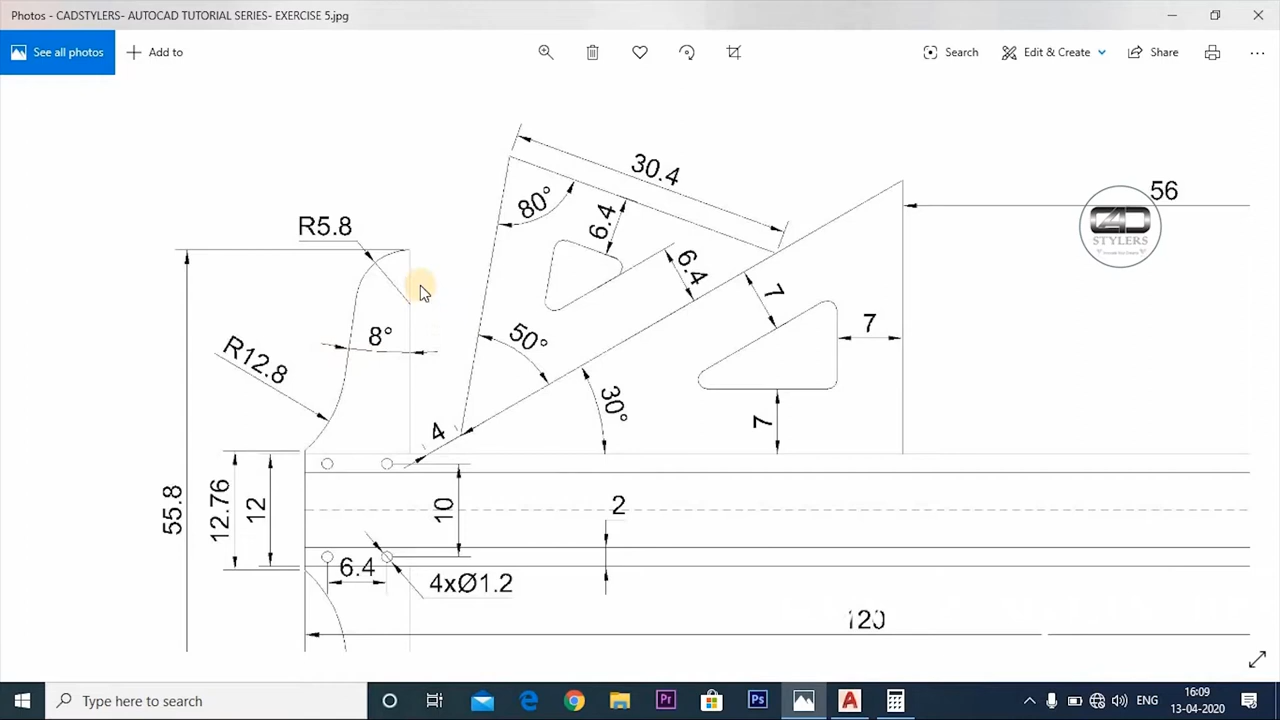 Photos - CADSTYLERS- AUTOCAD TUTORIAL SERIES- EXERCISE 5.jpg
See all photos
Add to
Search
Edit & Create
Share
30.4
56
CAD
STYLERS
80°
6.4
R5.8
6.4
7
7
8°
50°
R12.8
30°
7
4
55.8
12.76
12
10
2
6.4
4xØ1.2
120
Type here to search
ENG
16:09
13-04-2020